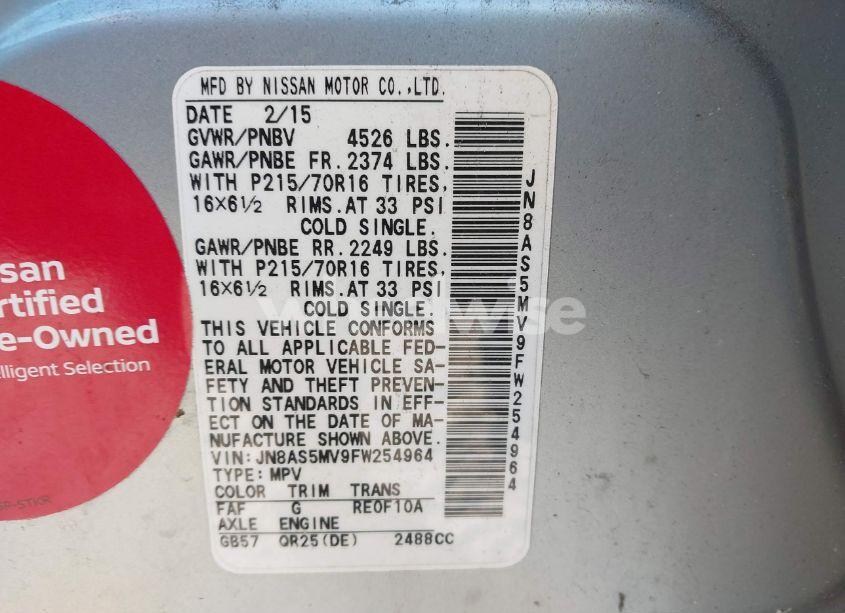 MFD BY NISSAN MOTOR CO.,LTD.
DATE 2/15
GVWR/PNBV 4526 LBS.
GAWR/PNBE FR. 2374 LBS.
WITH P215/70R16 TIRES,
16×6½ RIMS. AT 33 PSI
COLD SINGLE.
GAWR/PNBE RR. 2249 LBS.
WITH P215/70R16 TIRES,
16×6½ RIMS. AT 33 PSI
COLD SINGLE.
THIS VEHICLE CONFORMS
TO ALL APPLICABLE FED-
ERAL MOTOR VEHICLE SA-
FETY AND THEFT PREVEN-
TION STANDARDS IN EFF-
ECT ON THE DATE OF MA-
NUFACTURE SHOWN ABOVE.
VIN: JN8AS5MV9FW254964
TYPE: MPV
COLOR TRIM TRANS
FAF G RE0F10A
AXLE ENGINE
GB57 QR25(DE) 2488CC
JN8AS5MV9FW254964
ssan
ertified
e-Owned
elligent Selection